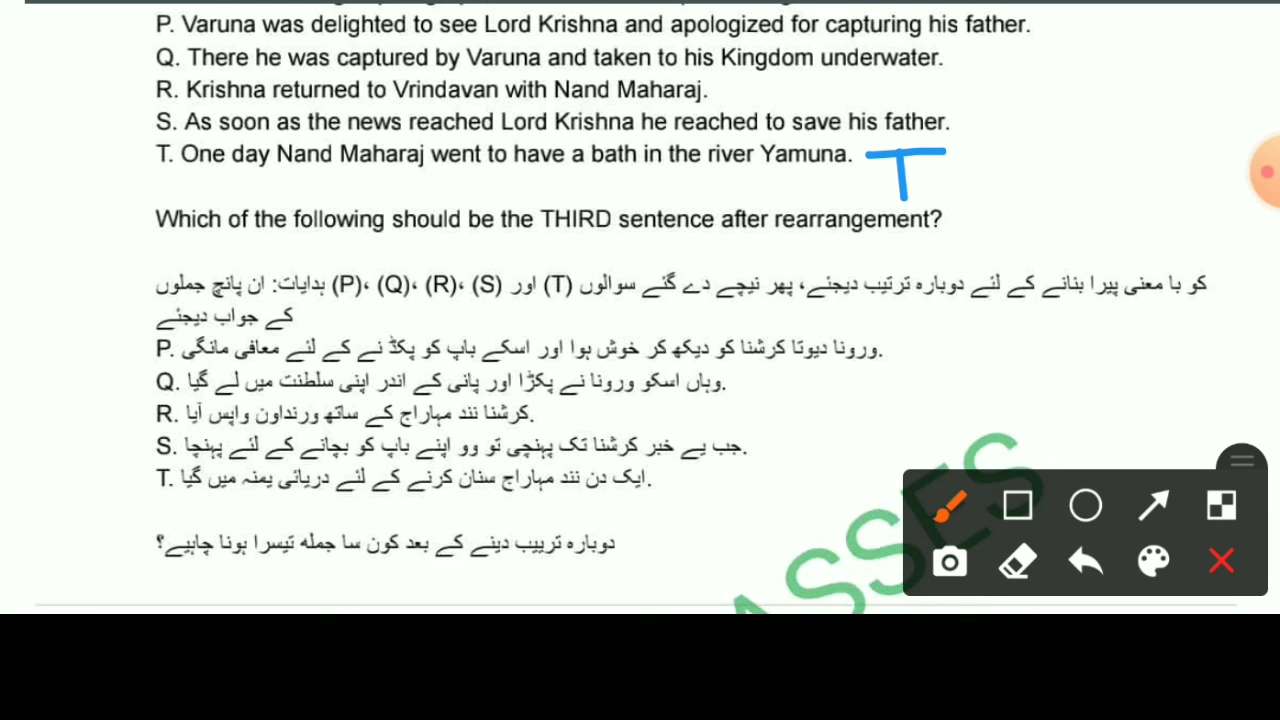 P. Varuna was delighted to see Lord Krishna and apologized for capturing his father.
Q. There he was captured by Varuna and taken to his Kingdom underwater.
R. Krishna returned to Vrindavan with Nand Maharaj.
S. As soon as the news reached Lord Krishna he reached to save his father.
T. One day Nand Maharaj went to have a bath in the river Yamuna. T
Which of the following should be the THIRD sentence after rearrangement?
کو با معنی پیرا بنانے کے لئے دوبارہ ترتیب دیجئے، پھر نیچے دے گئے سوالوں (T) اور (S) ،(R) ،(Q) ،(P) ہدایات: ان پانچ جملوں
کے جواب دیجئے
P. ورونا دیوتا کرشنا کو دیکھ کر خوش ہوا اور اسکے باپ کو پکڈ نے کے لئے معافی مانگی.
Q. وہاں اسکو ورونا نے پکڑا اور پانی کے اندر اپنی سلطنت میں لے گیا.
R. کرشنا نند مہاراج کے ساتھ ورنداون واپس آیا.
S. جب یے خبر کرشنا تک پہنچی تو وو اپنے باپ کو بچانے کے لئے پہنچا.
T. ایک دن نند مہاراج سنان کرنے کے لئے دریائی یمنہ میں گیا.
دوبارہ ترییب دینے کے بعد کون سا جمله تیسرا ہونا چاہیے؟